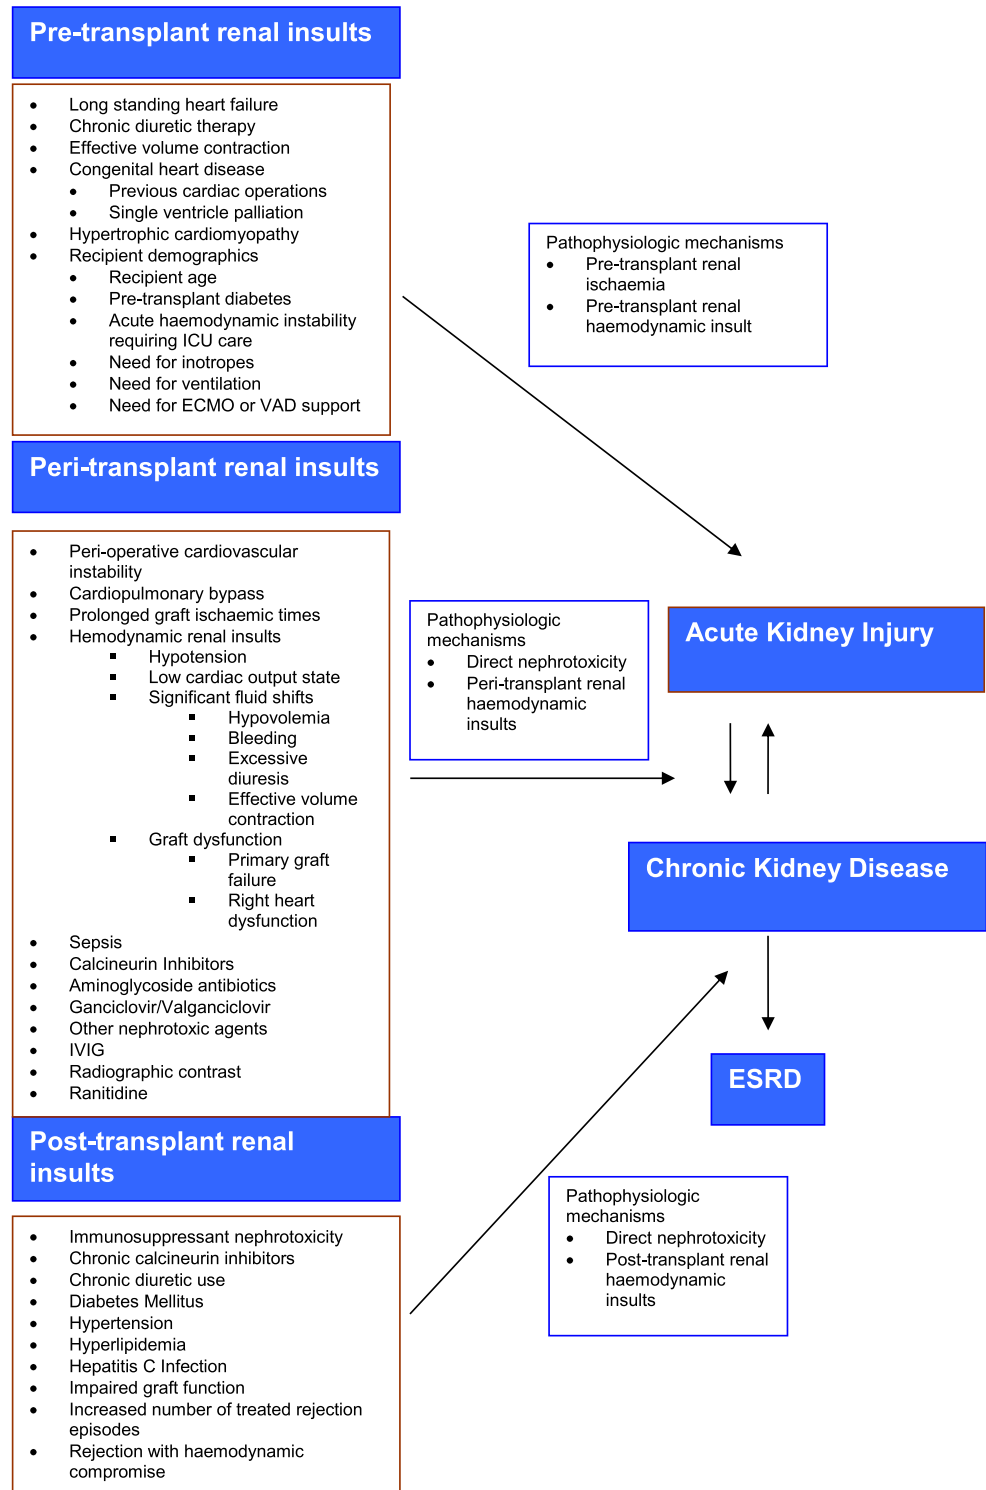 Pre-transplant renal insults
• Long standing heart failure
• Chronic diuretic therapy
• Effective volume contraction
• Congenital heart disease
• Previous cardiac operations
• Single ventricle palliation
• Hypertrophic cardiomyopathy
• Recipient demographics
• Recipient age
• Pre-transplant diabetes
• Acute haemodynamic instability
requiring ICU care
• Need for inotropes
• Need for ventilation
• Need for ECMO or VAD support
Pathophysiologic mechanisms
• Pre-transplant renal
ischaemia
• Pre-transplant renal
haemodynamic insult
Peri-transplant renal insults
• Peri-operative cardiovascular
instability
• Cardiopulmonary bypass
• Prolonged graft ischaemic times
• Hemodynamic renal insults
▪ Hypotension
▪ Low cardiac output state
▪ Significant fluid shifts
▪ Hypovolemia
▪ Bleeding
▪ Excessive
diuresis
▪ Effective volume
contraction
▪ Graft dysfunction
▪ Primary graft
failure
▪ Right heart
dysfunction
• Sepsis
• Calcineurin Inhibitors
• Aminoglycoside antibiotics
• Ganciclovir/Valganciclovir
• Other nephrotoxic agents
• IVIG
• Radiographic contrast
• Ranitidine
Pathophysiologic
mechanisms
• Direct nephrotoxicity
• Peri-transplant renal
haemodynamic
insults
Acute Kidney Injury
Chronic Kidney Disease
ESRD
Post-transplant renal
insults
• Immunosuppressant nephrotoxicity
• Chronic calcineurin inhibitors
• Chronic diuretic use
• Diabetes Mellitus
• Hypertension
• Hyperlipidemia
• Hepatitis C Infection
• Impaired graft function
• Increased number of treated rejection
episodes
• Rejection with haemodynamic
compromise
Pathophysiologic
mechanisms
• Direct nephrotoxicity
• Post-transplant renal
haemodynamic
insults